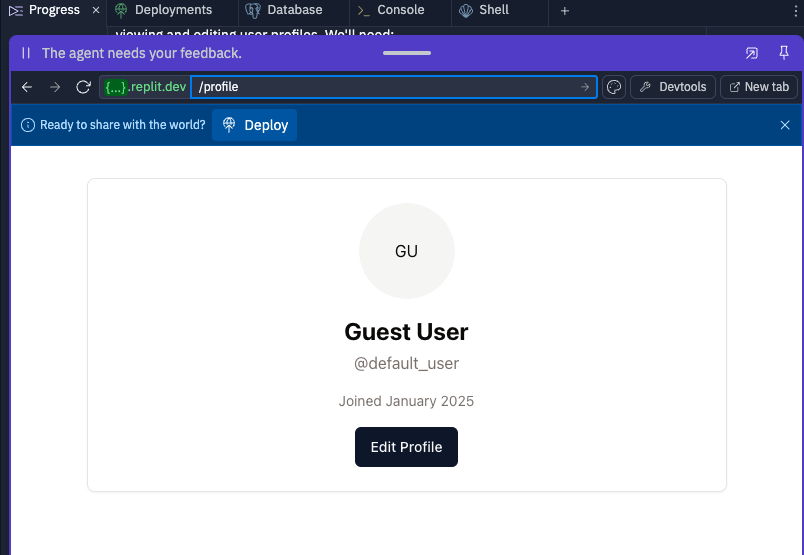 Progress × Deployments Database >_ Console Shell +
viewing and editing user profiles. We'll need:
The agent needs your feedback.
{...}.replit.dev /profile Devtools New tab
Ready to share with the world? Deploy
GU
Guest User
@default_user
Joined January 2025
Edit Profile